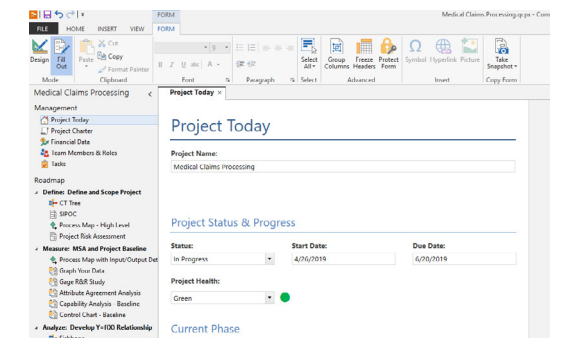 FORM
Medical Claims Processing.qcpx - Com
FILE HOME INSERT VIEW FORM
Design
Fill Out
Paste
Cut
Copy
Format Painter
9
B I U abc A
Select All
Group Columns
Freeze Headers
Protect Form
Symbol
Hyperlink
Picture
Take Snapshot
Mode Clipboard Font Paragraph Select Advanced Insert Copy Form
Medical Claims Processing
Project Today ×
Management
Project Today
Project Charter
Financial Data
Team Members & Roles
Tasks
Roadmap
Define: Define and Scope Project
CT Tree
SIPOC
Process Map - High Level
Project Risk Assessment
Measure: MSA and Project Baseline
Process Map with Input/Output Det
Graph Your Data
Gage R&R Study
Attribute Agreement Analysis
Capability Analysis - Baseline
Control Chart - Baseline
Analyze: Develop Y=f(X) Relationship
Project Today
Project Name:
Medical Claims Processing
Project Status & Progress
Status: Start Date: Due Date:
In Progress 4/26/2019 6/20/2019
Project Health:
Green
Current Phase